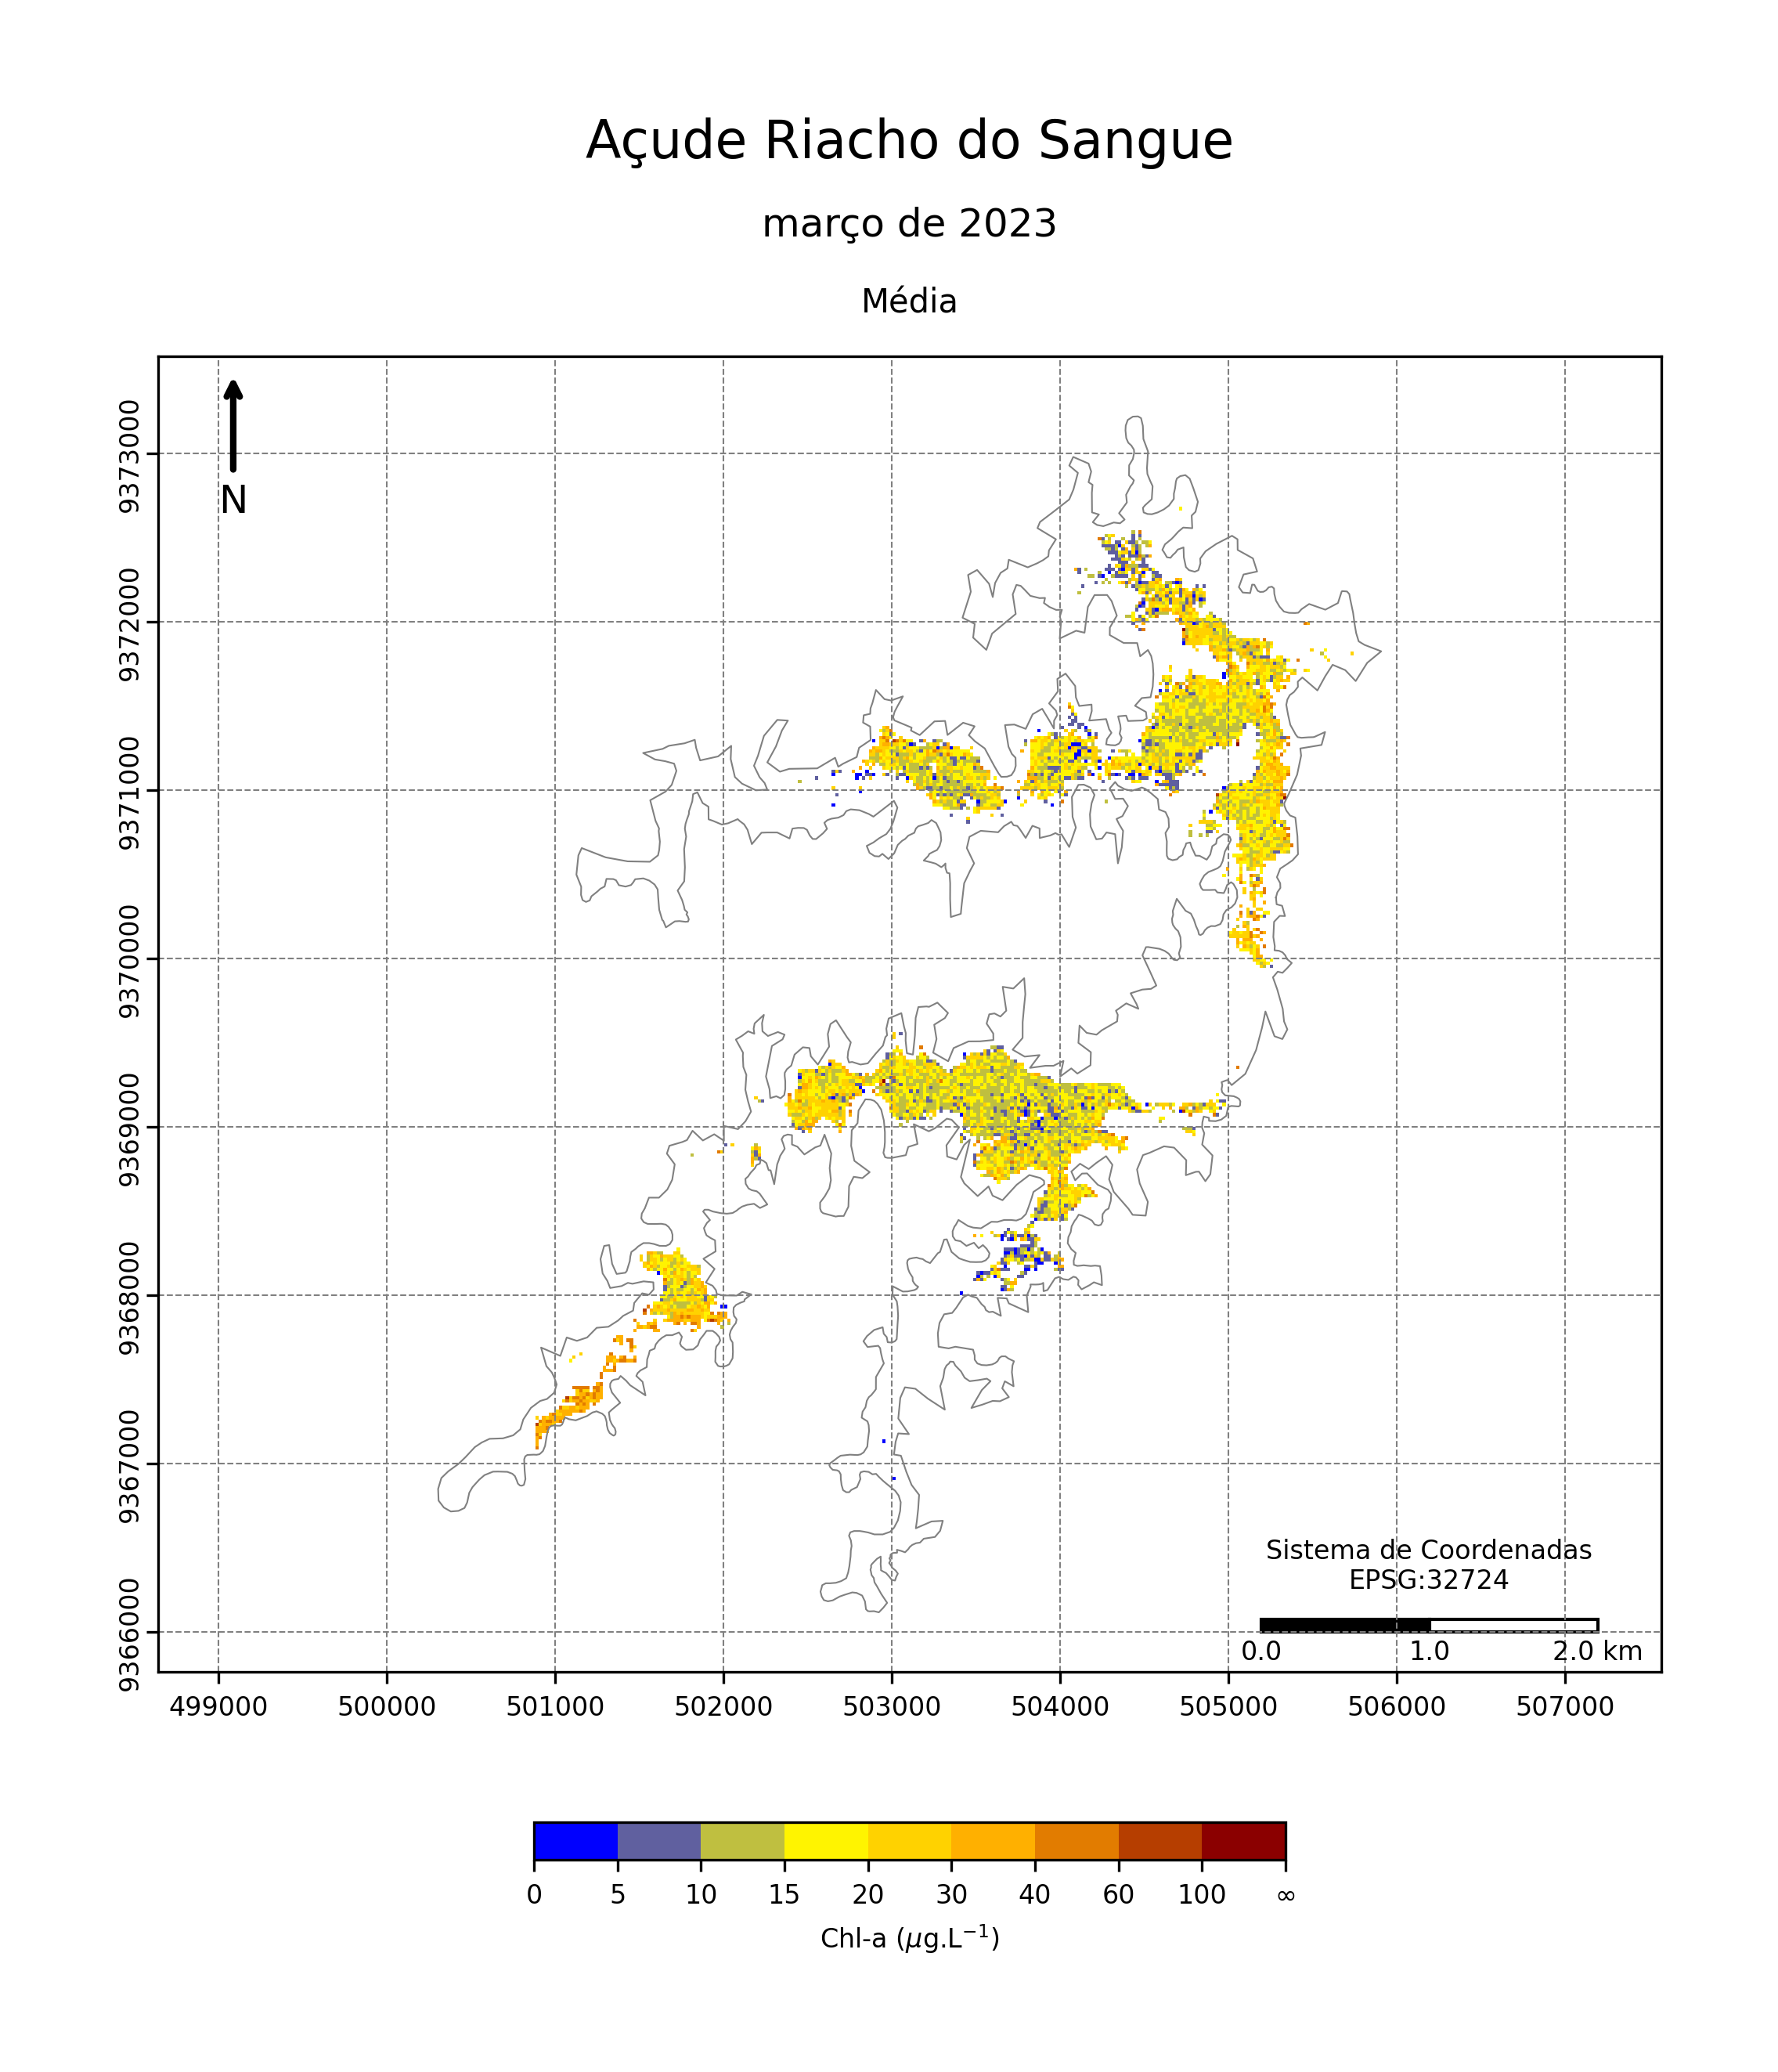 Açude Riacho do Sangue
março de 2023
Média
N
9373000
9372000
9371000
9370000
9369000
9368000
9367000
9366000
Sistema de Coordenadas
EPSG:32724
0.0 1.0 2.0 km
499000 500000 501000 502000 503000 504000 505000 506000 507000
0 5 10 15 20 30 40 60 100 ∞
Chl-a (μg.L⁻¹)